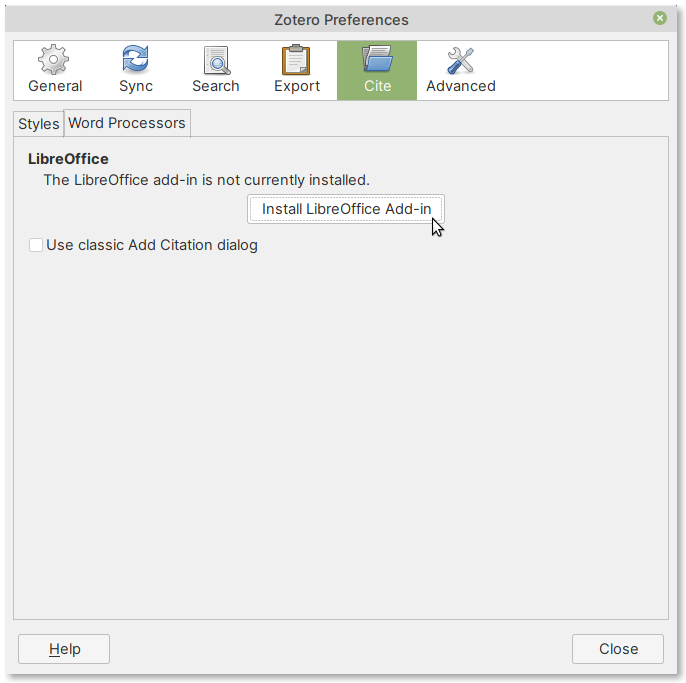 Zotero Preferences
General Sync Search Export Cite Advanced
Styles Word Processors
LibreOffice
The LibreOffice add-in is not currently installed.
Install LibreOffice Add-in
Use classic Add Citation dialog
Help Close